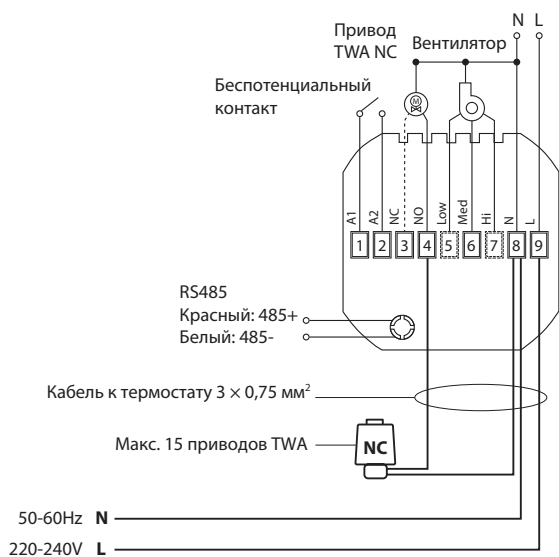 N L
Привод
TWA NC
Вентилятор
Беспотенциальный
контакт
M
A1 A2 NC NO Low Med Hi N L
1 2 3 4 5 6 7 8 9
RS485
Красный: 485+
Белый: 485-
Кабель к термостату 3 × 0,75 мм²
Макс. 15 приводов TWA
NC
50-60Hz N
220-240V L